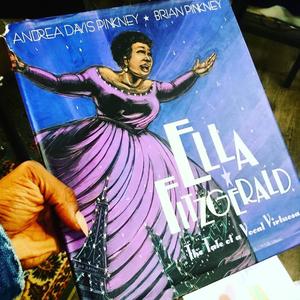 ANDREA DAVIS PINKNEY ★ BRIAN PINKNEY
ELLA
FITZGERALD
The Tale of a Vocal Virtuosa